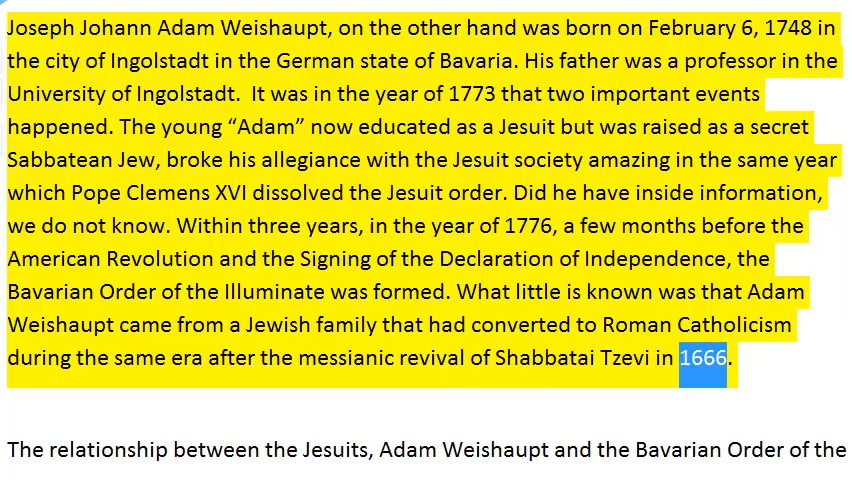 Joseph Johann Adam Weishaupt, on the other hand was born on February 6, 1748 in
the city of Ingolstadt in the German state of Bavaria. His father was a professor in the
University of Ingolstadt.  It was in the year of 1773 that two important events
happened. The young “Adam” now educated as a Jesuit but was raised as a secret
Sabbatean Jew, broke his allegiance with the Jesuit society amazing in the same year
which Pope Clemens XVI dissolved the Jesuit order. Did he have inside information,
we do not know. Within three years, in the year of 1776, a few months before the
American Revolution and the Signing of the Declaration of Independence, the
Bavarian Order of the Illuminate was formed. What little is known was that Adam
Weishaupt came from a Jewish family that had converted to Roman Catholicism
during the same era after the messianic revival of Shabbatai Tzevi in 1666.
The relationship between the Jesuits, Adam Weishaupt and the Bavarian Order of the